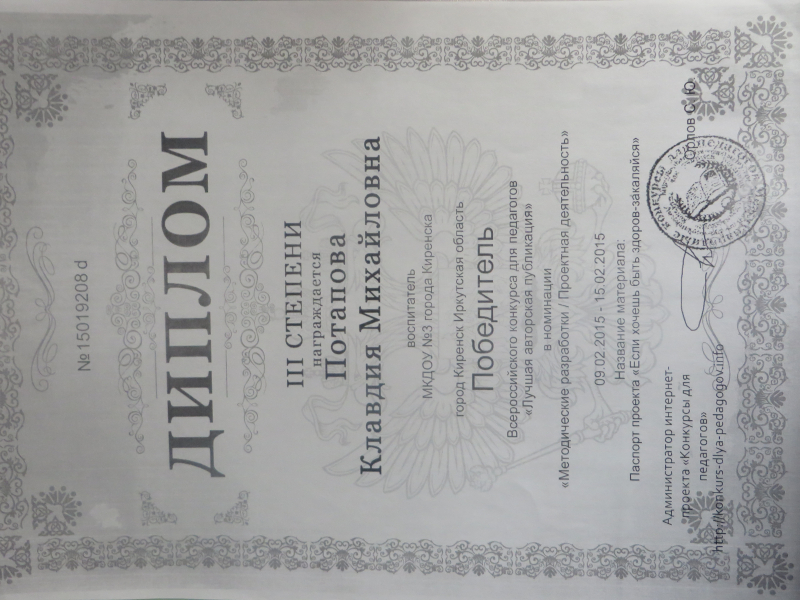 №15019208 d
ДИПЛОМ
III СТЕПЕНИ
награждается
Потапова
Клавдия Михайловна
воспитатель
МКДОУ №3 города Киренска
город Киренск Иркутская область
Победитель
Всероссийского конкурса для педагогов
«Лучшая авторская публикация»
в номинации
«Методические разработки / Проектная деятельность»
09.02.2015 - 15.02.2015
Название материала:
Паспорт проекта «Если хочешь быть здоров-закаляйся»
Администратор интернет-
проекта «Конкурсы для
педагогов»
http://konkurs-dlya-pedagogov.info
Орлов С. Ю.